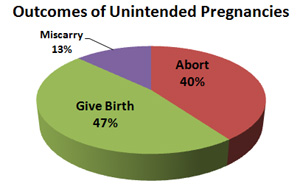 Outcomes of Unintended Pregnancies
Miscarry
13%
Abort
40%
Give Birth
47%